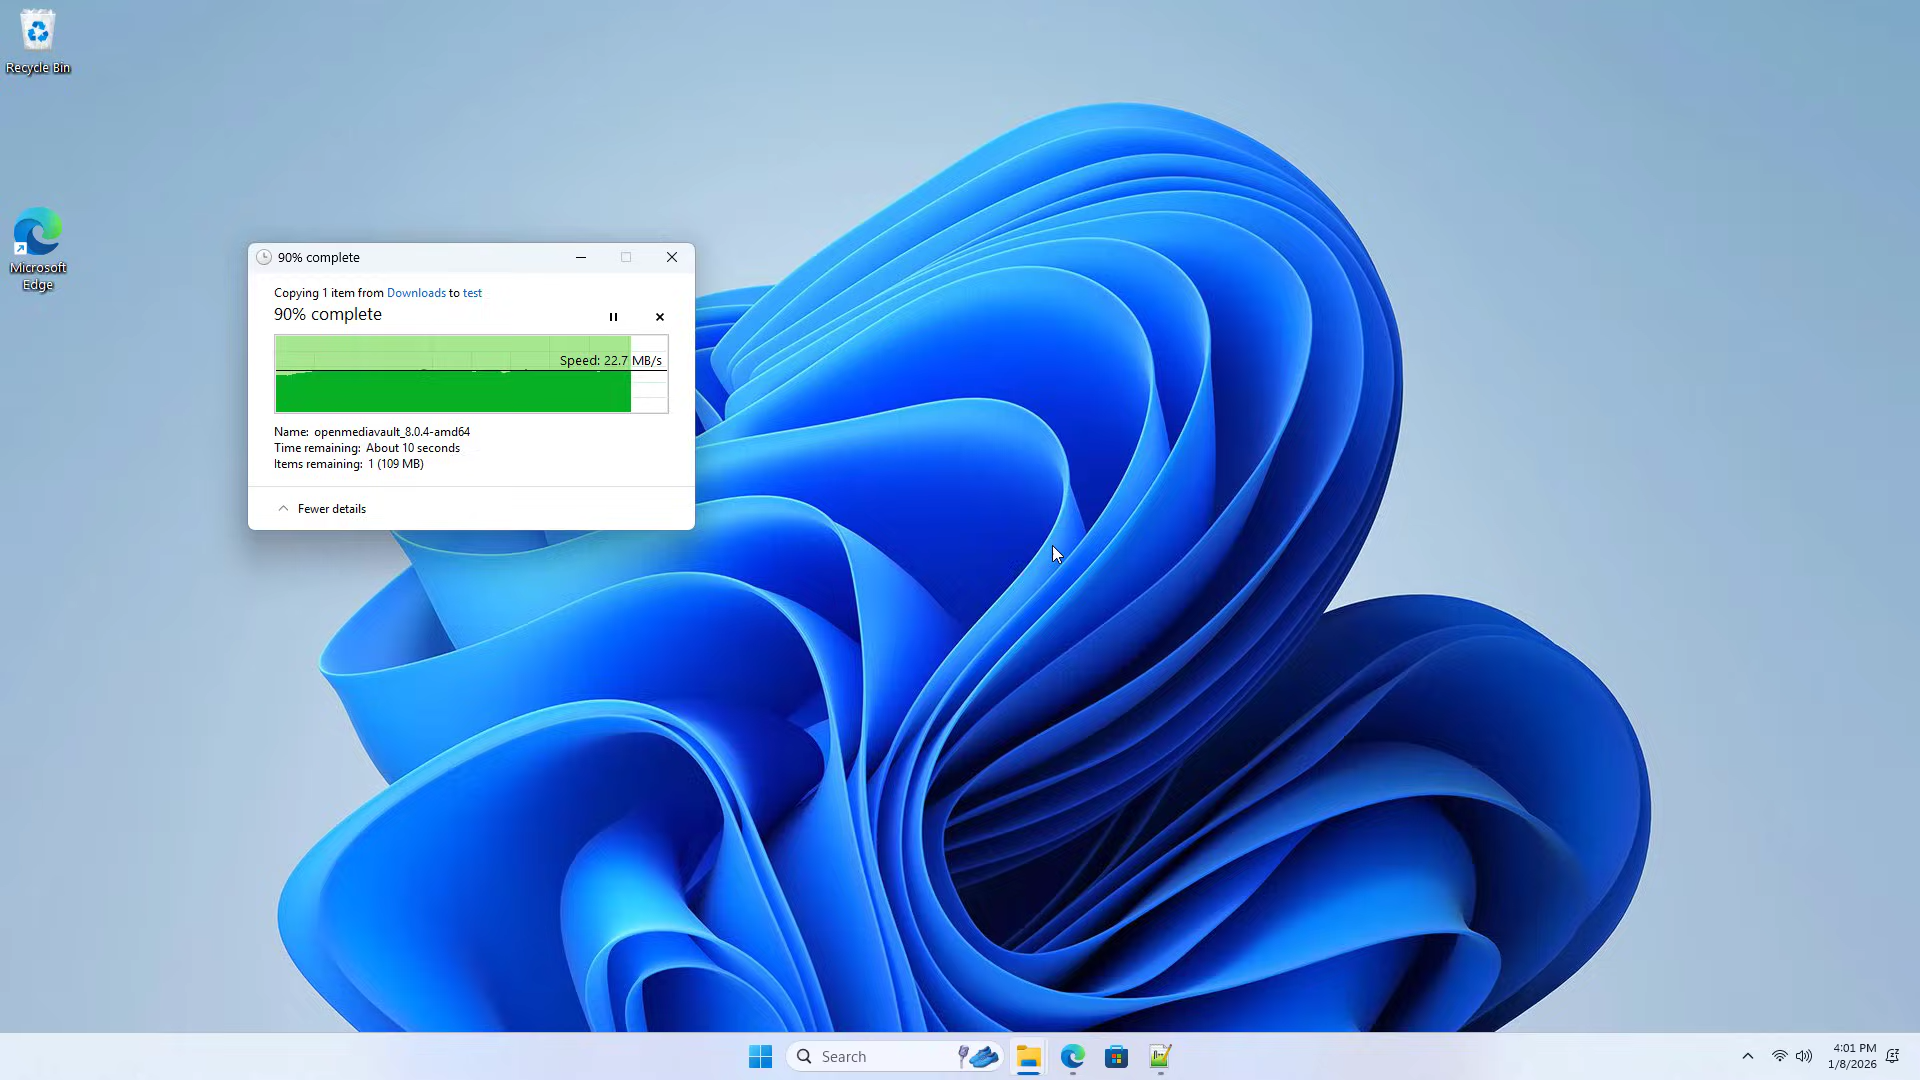 Recycle Bin
Microsoft
Edge
90% complete
Copying 1 item from Downloads to test
90% complete
Speed: 22.7 MB/s
Name: openmediavault_8.0.4-amd64
Time remaining: About 10 seconds
Items remaining: 1 (109 MB)
Fewer details
Search
4:01 PM
1/8/2026